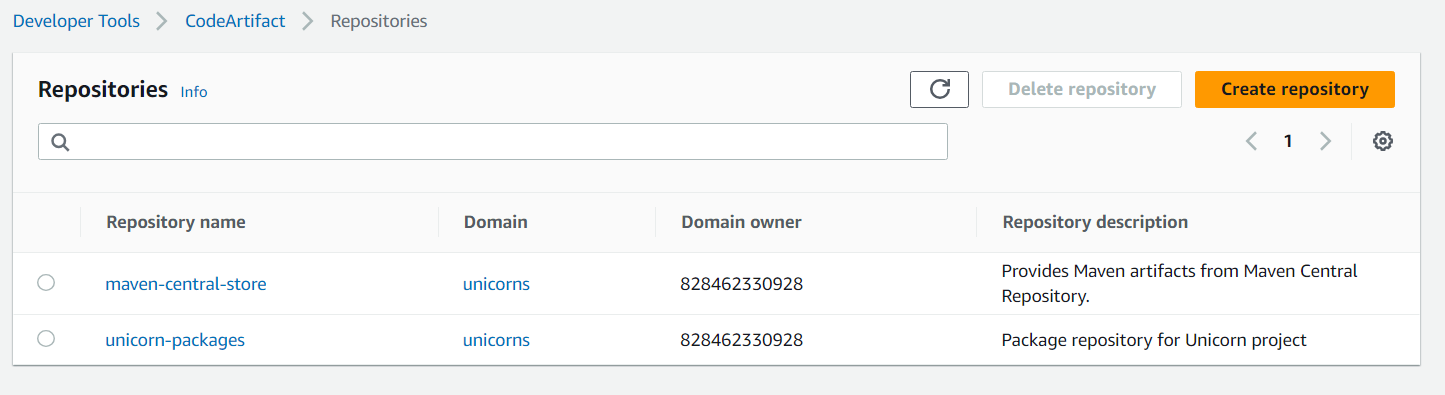 Developer Tools CodeArtifact Repositories
Repositories Info Delete repository Create repository
1
Repository name Domain Domain owner Repository description
maven-central-store unicorns 828462330928 Provides Maven artifacts from Maven Central
Repository.
unicorn-packages unicorns 828462330928 Package repository for Unicorn project